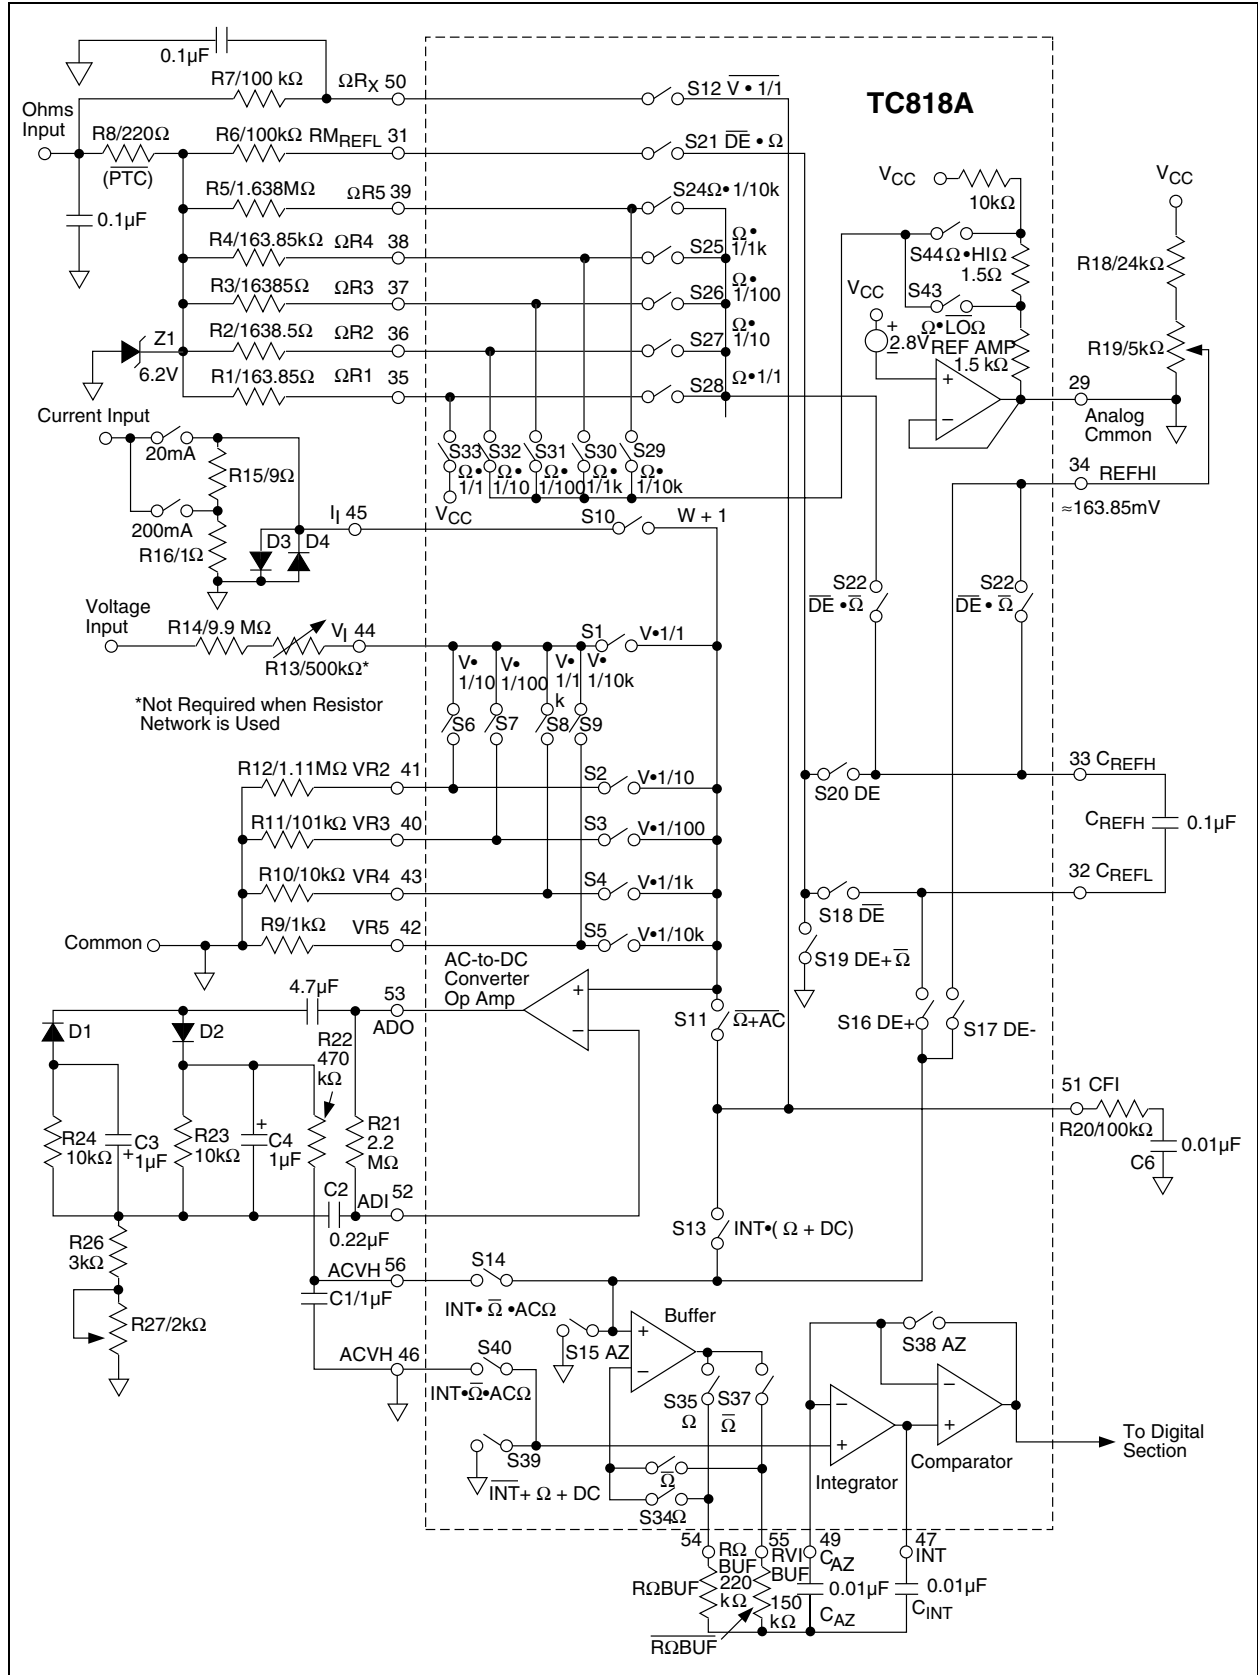 0.1µF
R7/100 kΩ
ΩRX 50
S12 V • 1/1
TC818A
Ohms
Input
R8/220Ω
(PTC)
R6/100kΩ
RMREFL 31
S21 DE • Ω
0.1µF
R5/1.638MΩ
ΩR5 39
S24Ω•1/10k
R4/163.85kΩ
ΩR4 38
S25
Ω•
1/1k
R3/16385Ω
ΩR3 37
S26
Ω•
1/100
Z1
6.2V
R2/1638.5Ω
ΩR2 36
S27
Ω•
1/10
R1/163.85Ω
ΩR1 35
S28
Ω•1/1
VCC
10kΩ
S44Ω•HIΩ
1.5Ω
VCC
S43
Ω•LOΩ
+
2.8V
–
REF AMP
1.5 kΩ
+
–
VCC
R18/24kΩ
R19/5kΩ
29
Analog
Cmmon
34 REFHI
≈163.85mV
Current Input
20mA
R15/9Ω
200mA
R16/1Ω
D3
D4
II 45
S33
Ω•
1/1
S32
Ω•
1/10
S31
Ω•
1/100
S30
Ω•
1/1k
S29
Ω•
1/10k
VCC
S10
W + 1
S22
DE • Ω
S22
DE • Ω
Voltage
Input
R14/9.9 MΩ
R13/500kΩ*
VI 44
S1
V•1/1
V•
1/10
V•
1/100
V•
1/1
k
V•
1/10k
*Not Required when Resistor
Network is Used
S6
S7
S8
S9
R12/1.11MΩ
VR2 41
S2
V•1/10
R11/101kΩ
VR3 40
S3
V•1/100
R10/10kΩ
VR4 43
S4
V•1/1k
Common
R9/1kΩ
VR5 42
S5
V•1/10k
S20 DE
33 CREFH
CREFH
0.1µF
32 CREFL
S18 DE
S19 DE+Ω
S16 DE+
S17 DE-
AC-to-DC
Converter
Op Amp
+
–
4.7µF
53
ADO
D1
D2
R22
470
kΩ
S11
Ω+AC
51 CFI
R20/100kΩ
0.01µF
C6
R24
10kΩ
C3
+
1µF
R23
10kΩ
+
C4
1µF
R21
2.2
MΩ
C2
0.22µF
ADI 52
R26
3kΩ
R27/2kΩ
S13
INT•( Ω + DC)
ACVH 56
S14
INT• Ω •ACΩ
C1/1µF
ACVH 46
S40
INT•Ω•ACΩ
S15 AZ
Buffer
+
–
S35
Ω
S37
Ω
S38 AZ
–
+
Integrator
–
+
Comparator
To Digital
Section
S39
INT+ Ω + DC
Ω
S34Ω
54
RΩ
BUF
220
kΩ
RΩBUF
55
RVI
BUF
150
kΩ
RΩBUF
49
CAZ
0.01µF
CAZ
47
INT
0.01µF
CINT